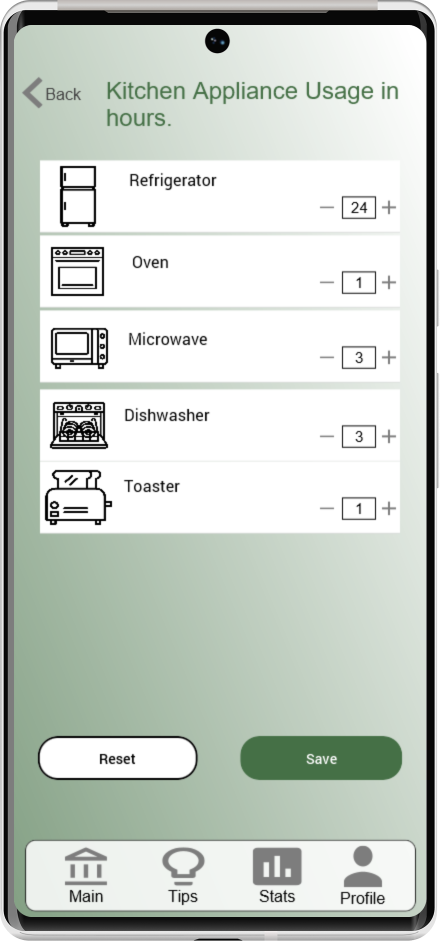 Back
Kitchen Appliance Usage in
hours.
Refrigerator
24
Oven
1
Microwave
3
Dishwasher
3
Toaster
1
Reset
Save
Main
Tips
Stats
Profile